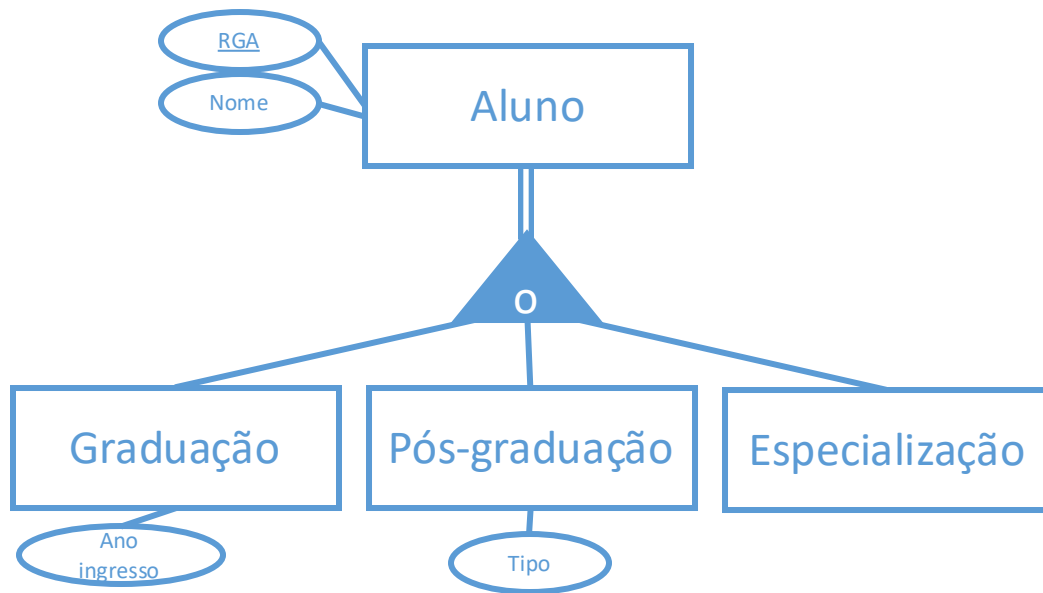 RGA
Nome
Aluno
o
Graduação
Pós-graduação
Especialização
Ano
ingresso
Tipo